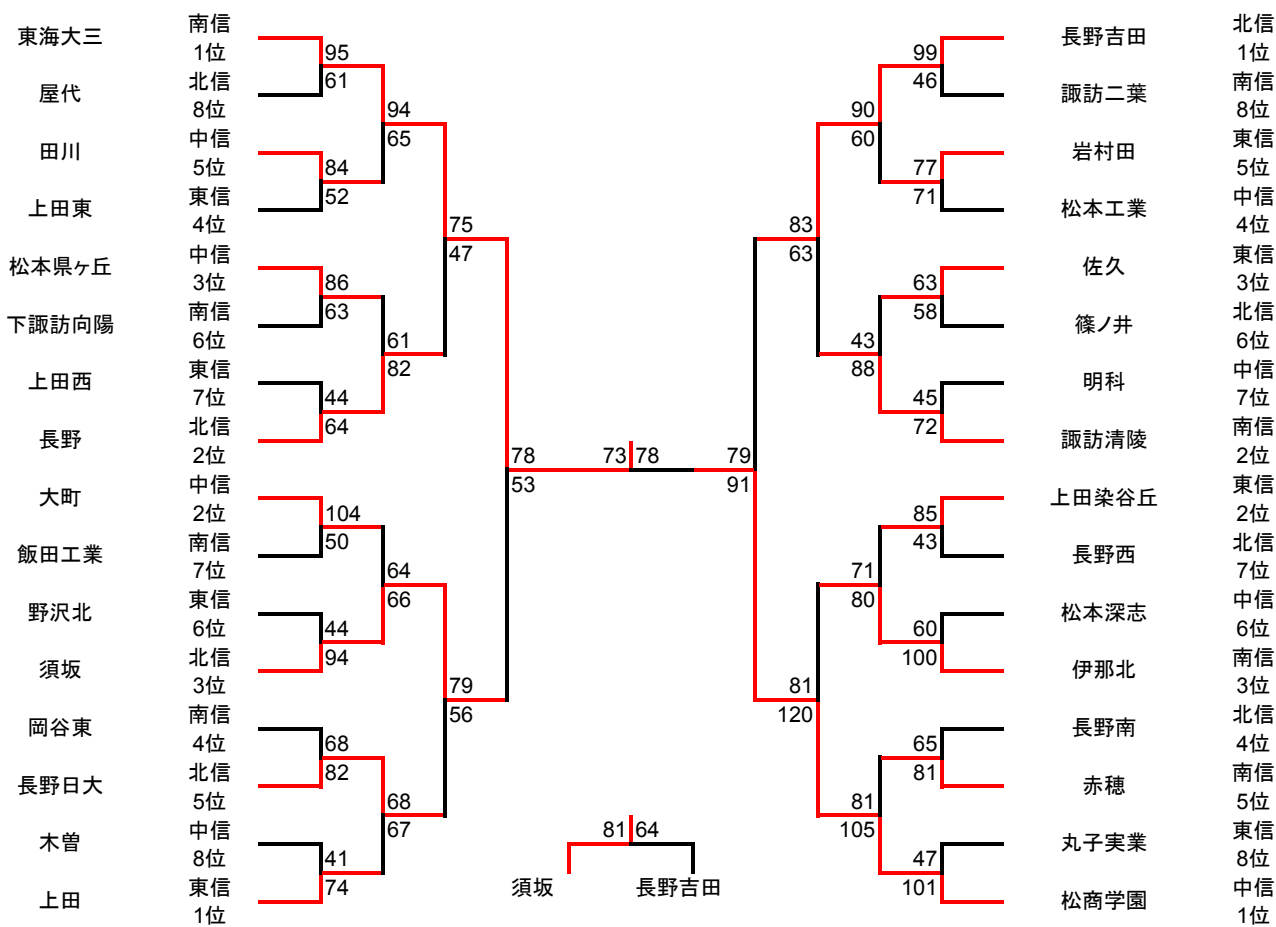 東海大三 南信 1位
屋代 北信 8位
95
61
田川 中信 5位
上田東 東信 4位
84
52
94
65
松本県ヶ丘 中信 3位
下諏訪向陽 南信 6位
86
63
上田西 東信 7位
長野 北信 2位
44
64
61
82
75
47
大町 中信 2位
飯田工業 南信 7位
104
50
野沢北 東信 6位
須坂 北信 3位
44
94
64
66
岡谷東 南信 4位
長野日大 北信 5位
68
82
木曽 中信 8位
上田 東信 1位
41
74
68
67
79
56
78
53
73 78
81 64
須坂 長野吉田
長野吉田 北信 1位
諏訪二葉 南信 8位
99
46
岩村田 東信 5位
松本工業 中信 4位
77
71
90
60
佐久 東信 3位
篠ノ井 北信 6位
63
58
明科 中信 7位
諏訪清陵 南信 2位
45
72
43
88
83
63
上田染谷丘 東信 2位
長野西 北信 7位
85
43
松本深志 中信 6位
伊那北 南信 3位
60
100
71
80
長野南 北信 4位
赤穂 南信 5位
65
81
丸子実業 東信 8位
松商学園 中信 1位
47
101
81
105
81
120
79
91